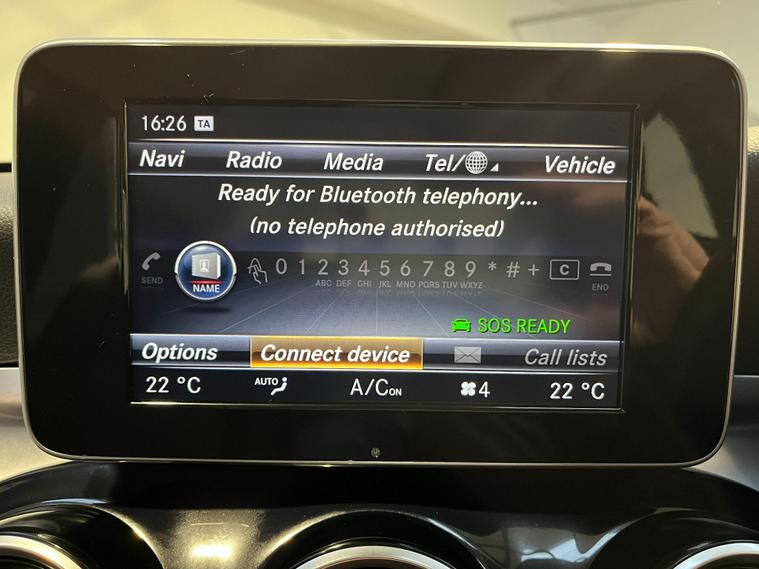 16:26 TA
Navi Radio Media Tel/ Vehicle
Ready for Bluetooth telephony...
(no telephone authorised)
SEND NAME 0 1 2 3 4 5 6 7 8 9 * # + C END
ABC DEF GHI JKL MNO PQRS TUV WXYZ
SOS READY
Options Connect device Call lists
22 °C AUTO A/C ON 4 22 °C